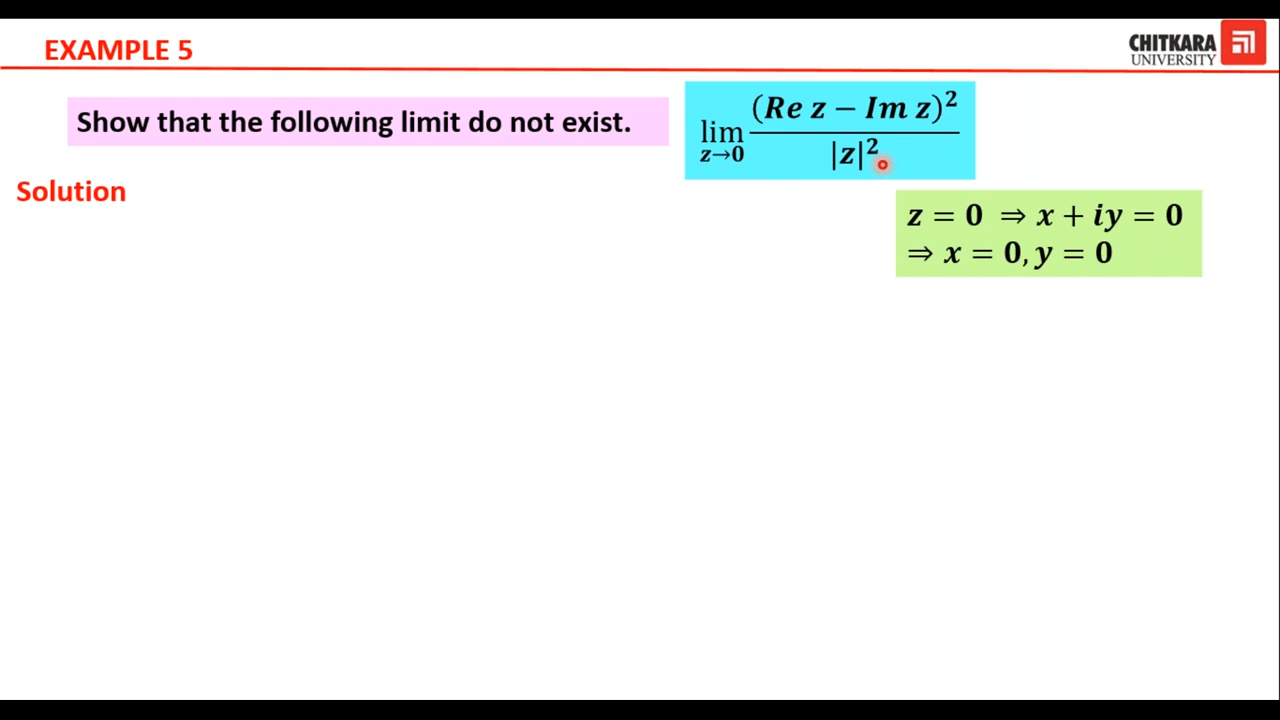 EXAMPLE 5
CHITKARA
UNIVERSITY
Show that the following limit do not exist.
lim z→0 (Re z − Im z)² / |z|²
Solution
z = 0 ⇒ x + iy = 0
⇒ x = 0, y = 0